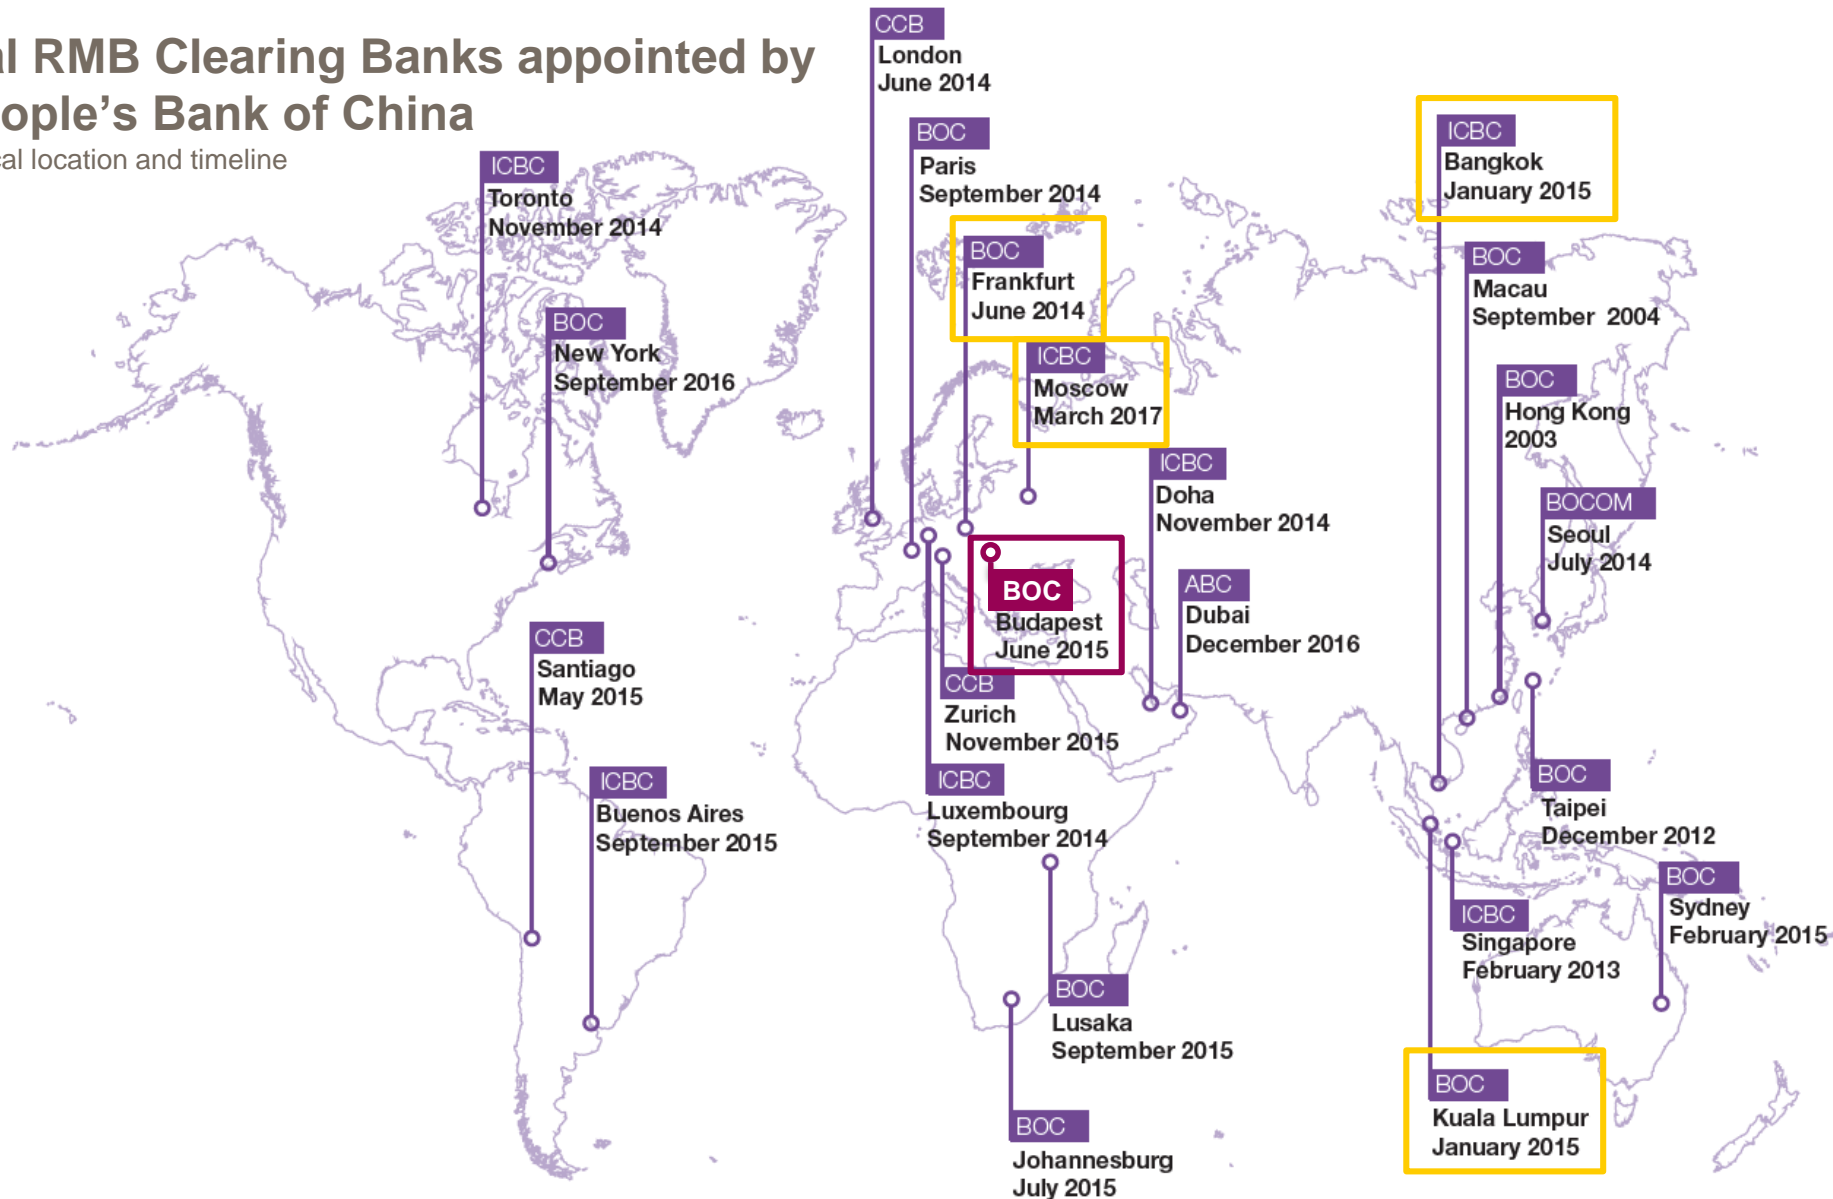 al RMB Clearing Banks appointed by
ople’s Bank of China
cal location and timeline
CCB
London
June 2014
BOC
Paris
September 2014
ICBC
Toronto
November 2014
BOC
New York
September 2016
BOC
Frankfurt
June 2014
ICBC
Moscow
March 2017
ICBC
Bangkok
January 2015
BOC
Macau
September 2004
BOC
Hong Kong
2003
BOCOM
Seoul
July 2014
ICBC
Doha
November 2014
ABC
Dubai
December 2016
BOC
Budapest
June 2015
CCB
Zurich
November 2015
ICBC
Luxembourg
September 2014
CCB
Santiago
May 2015
ICBC
Buenos Aires
September 2015
BOC
Taipei
December 2012
BOC
Sydney
February 2015
ICBC
Singapore
February 2013
BOC
Lusaka
September 2015
BOC
Johannesburg
July 2015
BOC
Kuala Lumpur
January 2015